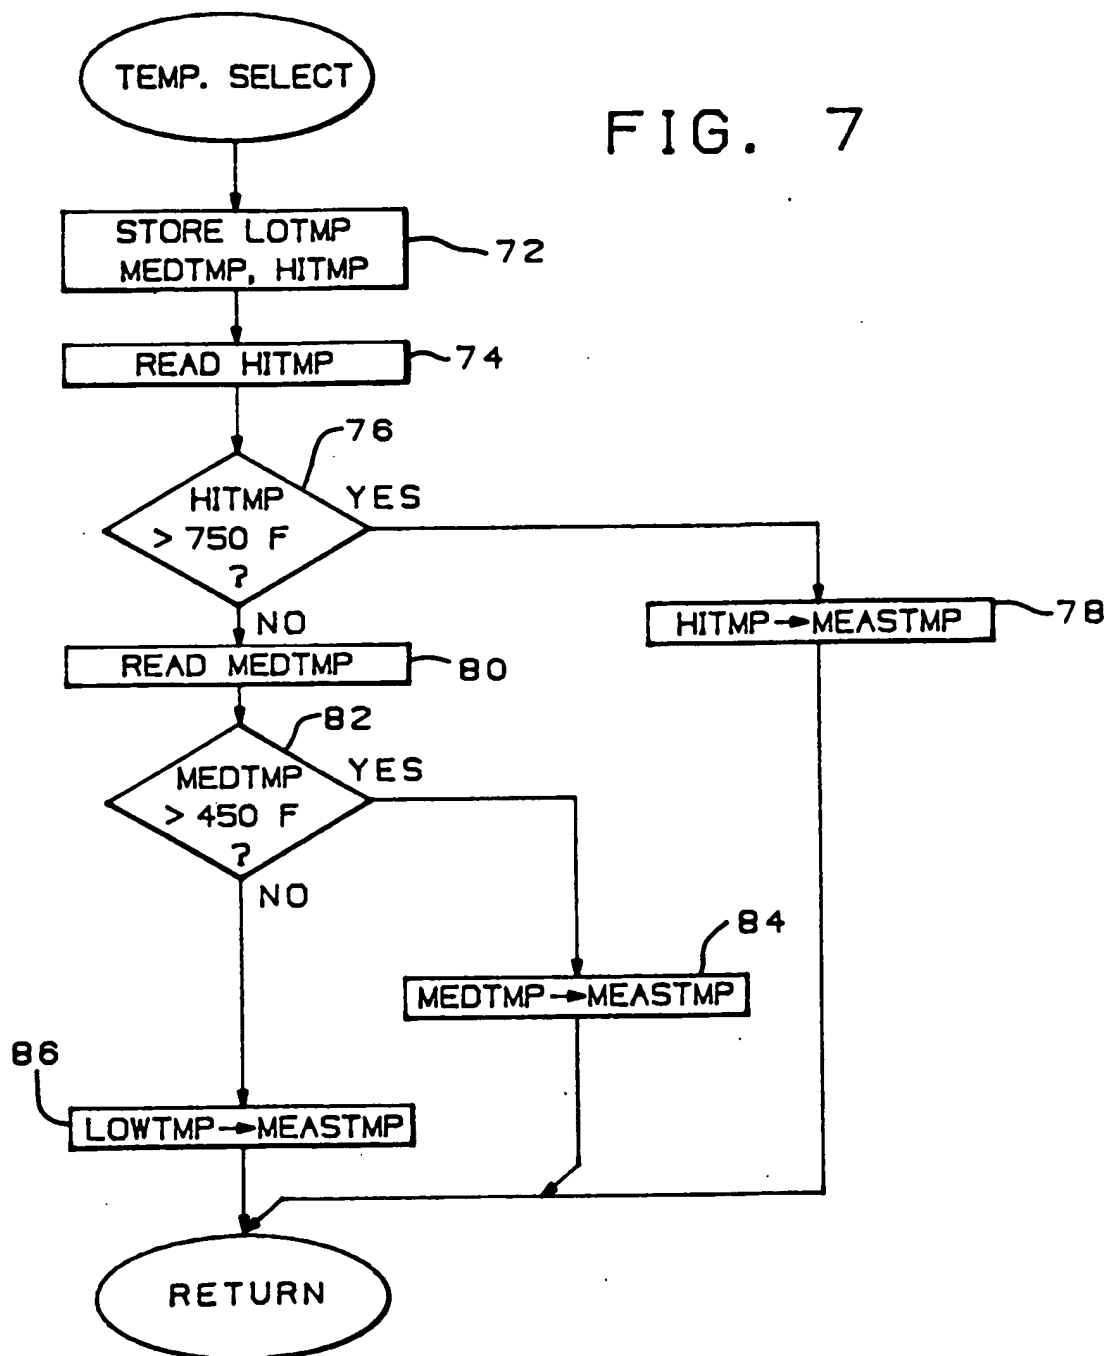 TEMP. SELECT
FIG. 7
STORE LOTMP
MEDTMP, HITMP
72
READ HITMP
74
76
HITMP
> 750 F
?
YES
NO
HITMP→MEASTMP
78
READ MEDTMP
80
82
MEDTMP
> 450 F
?
YES
NO
84
MEDTMP→MEASTMP
86
LOWTMP→MEASTMP
RETURN